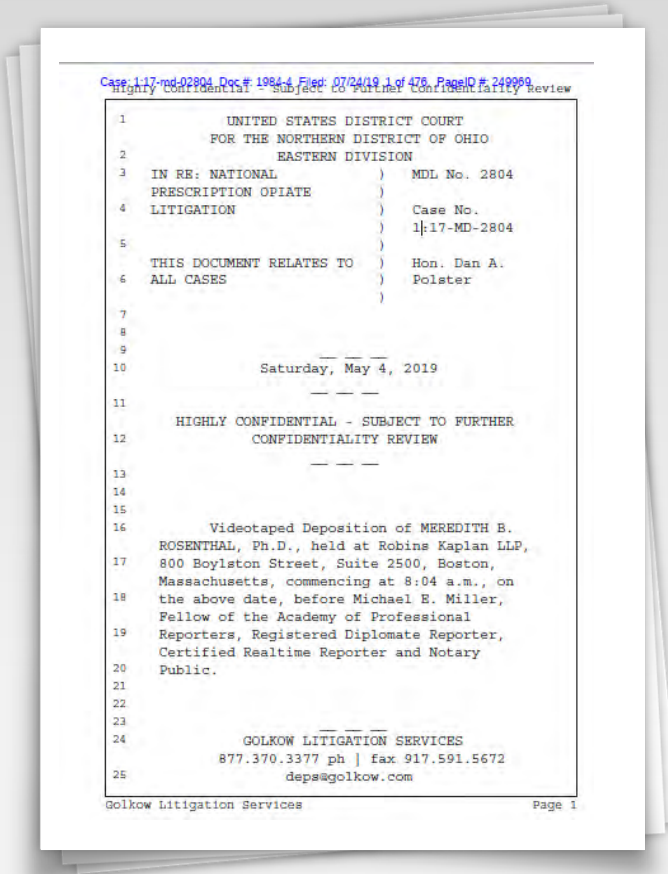 Case: 1:17-md-02804 Doc #: 1984-4 Filed: 07/24/19 1 of 476. PageID #: 249969
Highly Confidential - Subject to Further Confidentiality Review
1 UNITED STATES DISTRICT COURT
FOR THE NORTHERN DISTRICT OF OHIO
2 EASTERN DIVISION
3 IN RE: NATIONAL ) MDL No. 2804
PRESCRIPTION OPIATE )
4 LITIGATION ) Case No.
) 1:17-MD-2804
5 )
THIS DOCUMENT RELATES TO ) Hon. Dan A.
6 ALL CASES ) Polster
)
7
8
9
10 Saturday, May 4, 2019
11
HIGHLY CONFIDENTIAL - SUBJECT TO FURTHER
12 CONFIDENTIALITY REVIEW
13
14
15
16 Videotaped Deposition of MEREDITH B.
ROSENTHAL, Ph.D., held at Robins Kaplan LLP,
17 800 Boylston Street, Suite 2500, Boston,
Massachusetts, commencing at 8:04 a.m., on
18 the above date, before Michael E. Miller,
Fellow of the Academy of Professional
19 Reporters, Registered Diplomate Reporter,
Certified Realtime Reporter and Notary
20 Public.
21
22
23
24 GOLKOW LITIGATION SERVICES
877.370.3377 ph | fax 917.591.5672
25 deps@golkow.com
Golkow Litigation Services Page 1